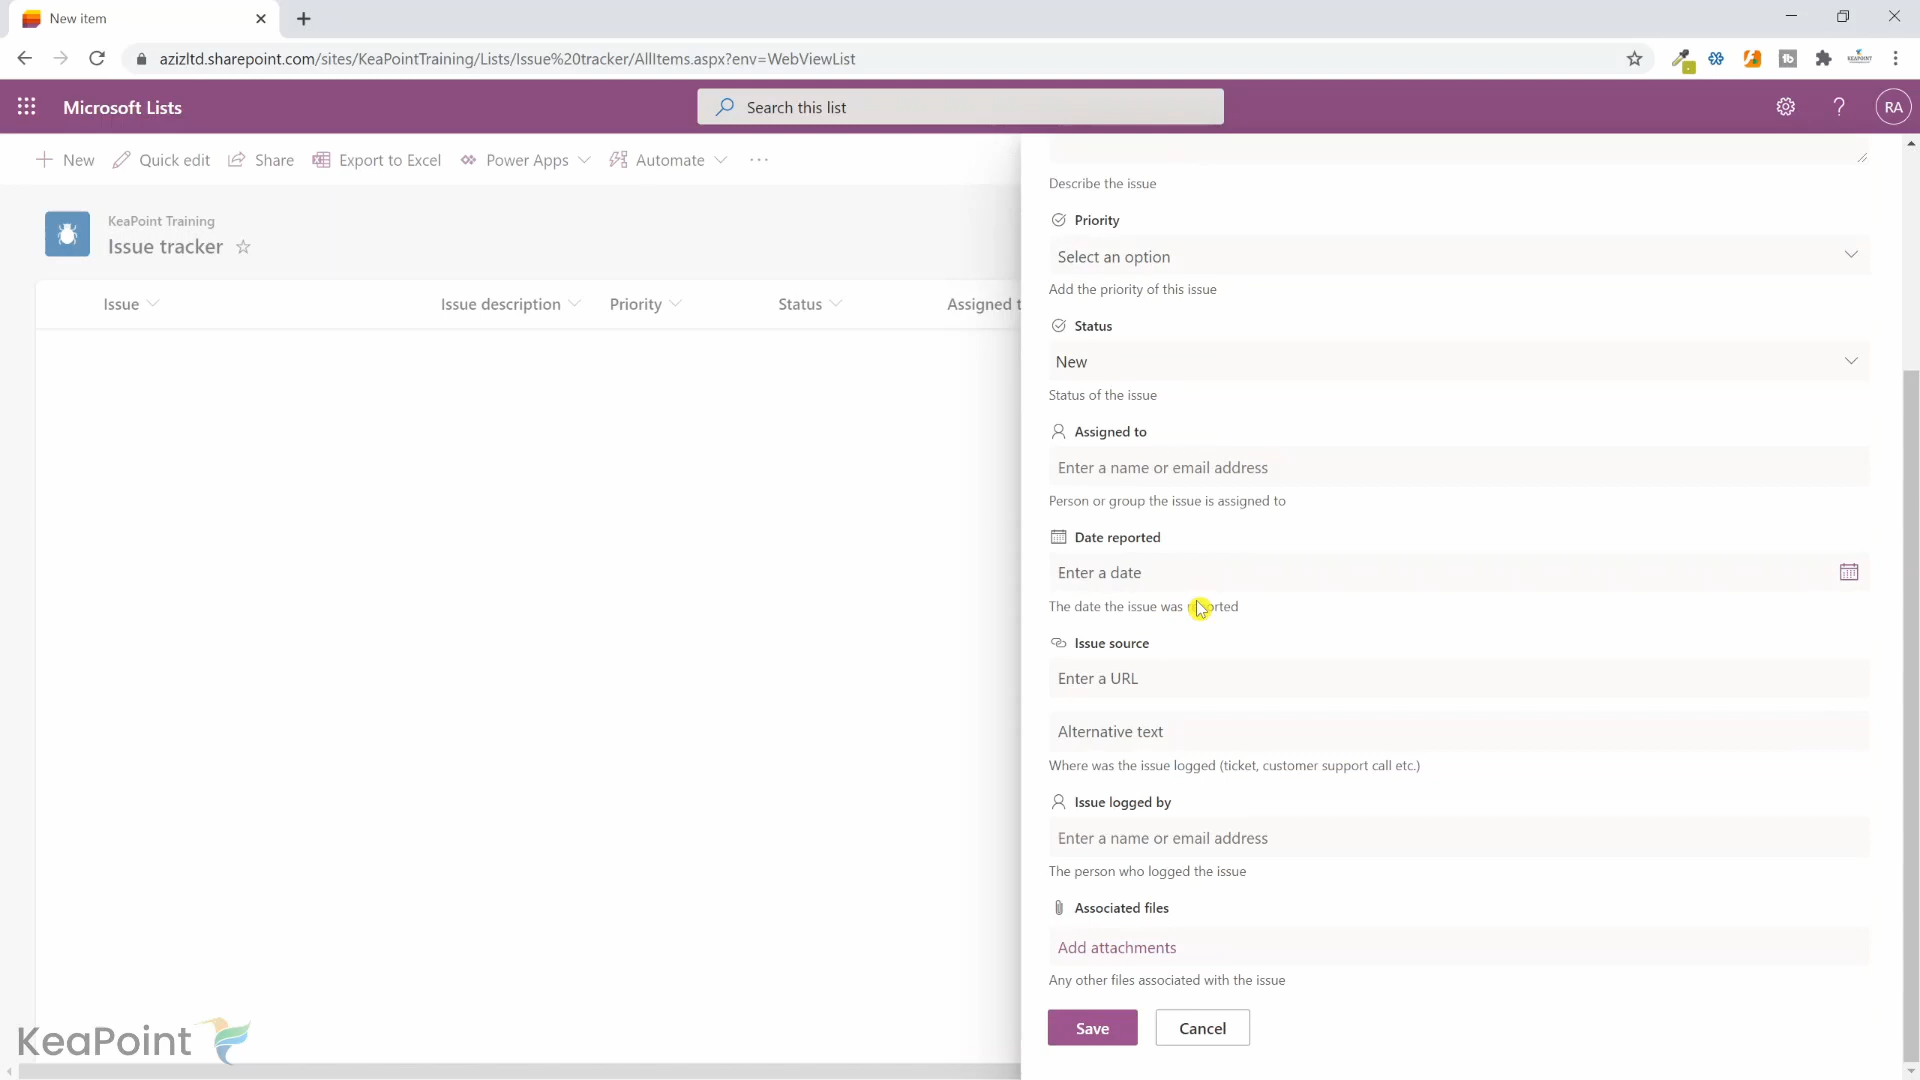 New item
azizltd.sharepoint.com/sites/KeaPointTraining/Lists/Issue%20tracker/AllItems.aspx?env=WebViewList
Microsoft Lists
Search this list
RA
New
Quick edit
Share
Export to Excel
Power Apps
Automate
KeaPoint Training
Issue tracker
Issue
Issue description
Priority
Status
Assigned t
Describe the issue
Priority
Select an option
Add the priority of this issue
Status
New
Status of the issue
Assigned to
Enter a name or email address
Person or group the issue is assigned to
Date reported
Enter a date
The date the issue was reported
Issue source
Enter a URL
Alternative text
Where was the issue logged (ticket, customer support call etc.)
Issue logged by
Enter a name or email address
The person who logged the issue
Associated files
Add attachments
Any other files associated with the issue
Save
Cancel
KeaPoint